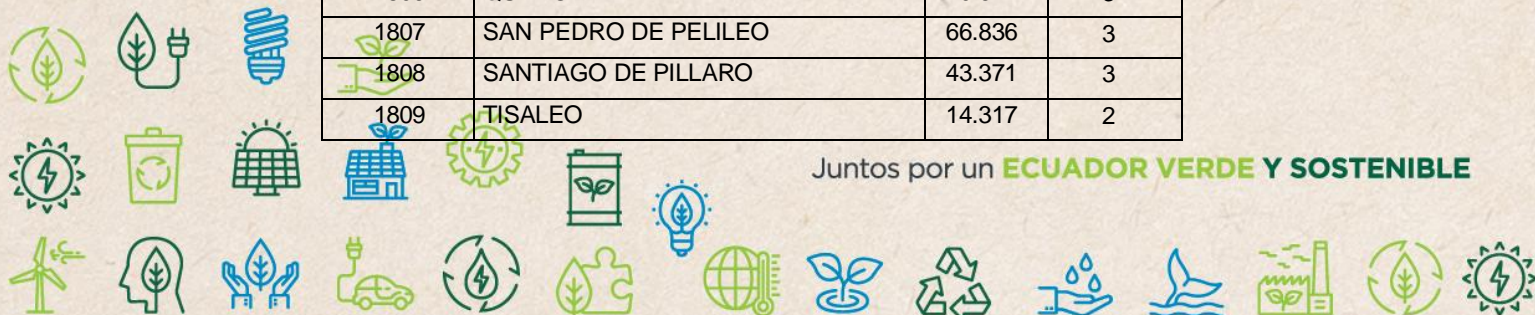 1807 SAN PEDRO DE PELILEO 66.836 3
1808 SANTIAGO DE PILLARO 43.371 3
1809 TISALEO 14.317 2
Juntos por un ECUADOR VERDE Y SOSTENIBLE